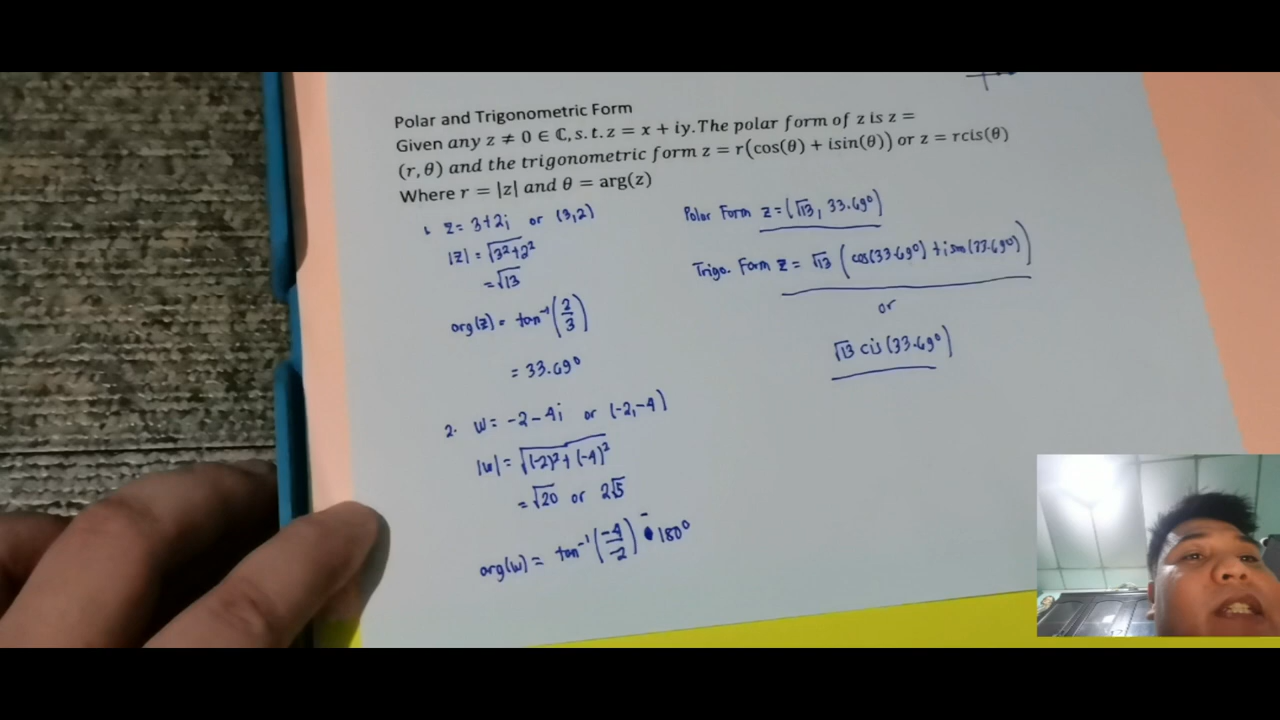 Polar and Trigonometric Form
Given any z ≠ 0 ∈ ℂ, s.t. z = x + iy. The polar form of z is z =
(r, θ) and the trigonometric form z = r(cos(θ) + isin(θ)) or z = rcis(θ)
Where r = |z| and θ = arg(z)
1. z = 3+2i or (3,2)
|z| = √(3²+2²)
= √13
arg(z) = tan⁻¹(2/3)
= 33.69°
2. W = -2-4i or (-2,-4)
|w| = √((-2)²+(-4)²)
= √20 or 2√5
arg(w) = tan⁻¹(-4/-2) - 180°
Polar Form z = (√13, 33.69°)
Trigo. Form z = √13 (cos(33.69°) + isin(33.69°))
or
√13 cis(33.69°)